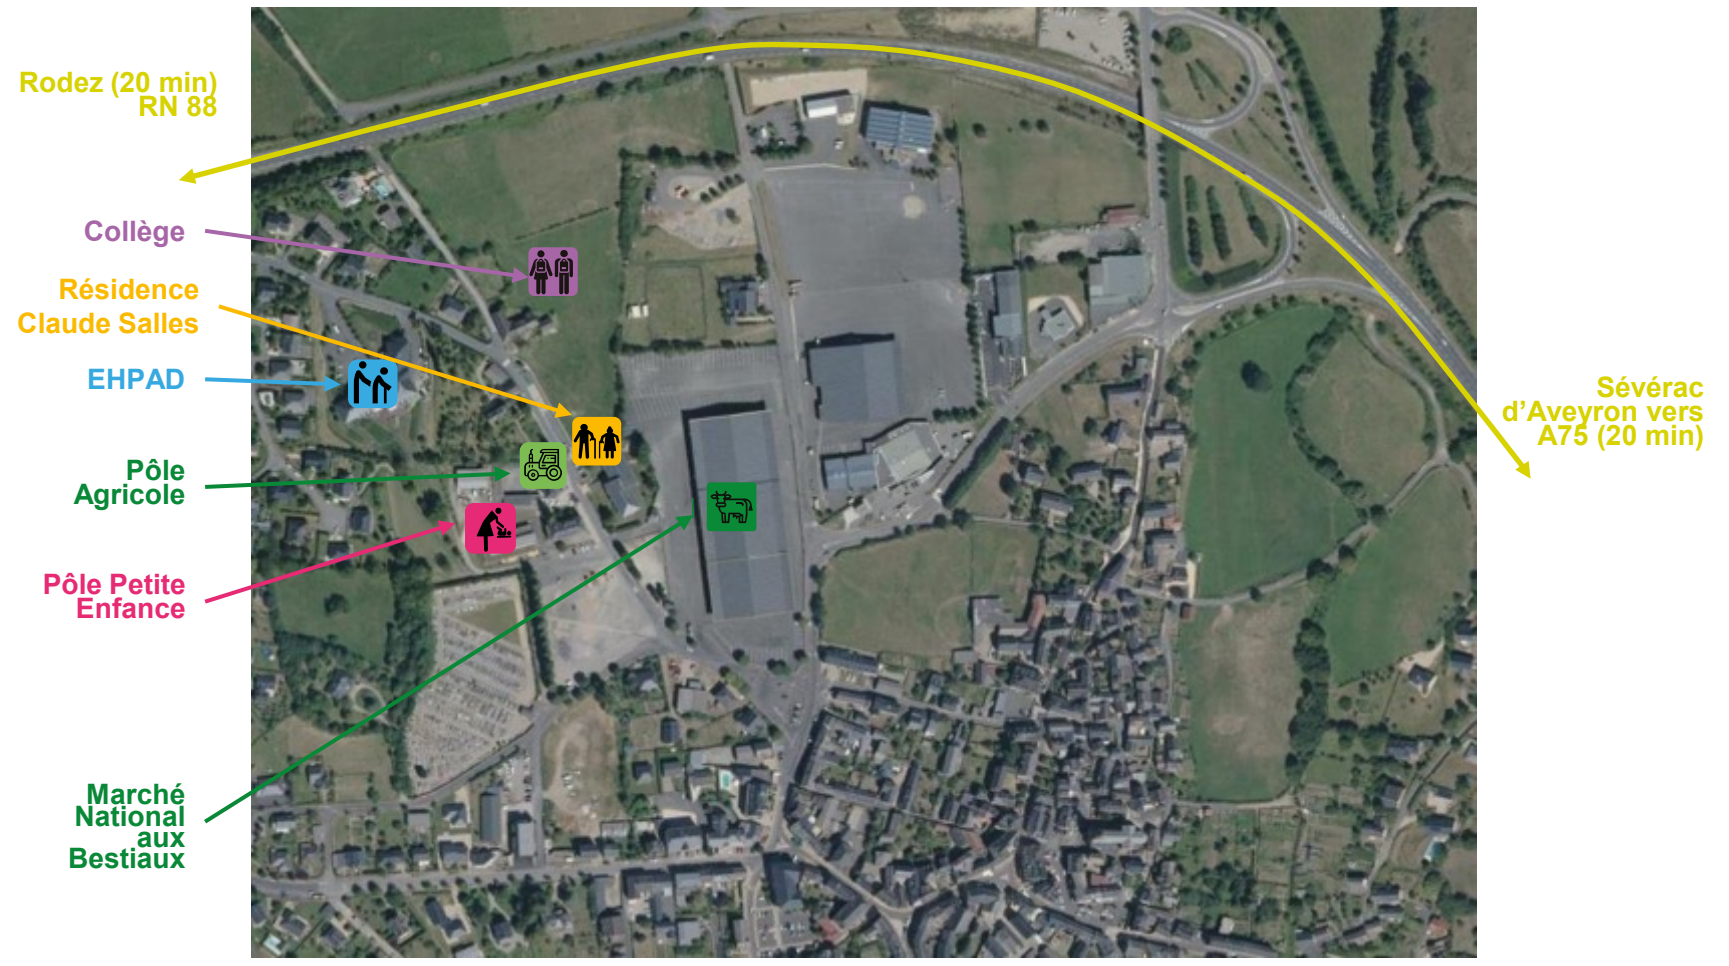 Rodez (20 min)
RN 88
Collège
Résidence
Claude Salles
EHPAD
Pôle
Agricole
Pôle Petite
Enfance
Marché
National
aux
Bestiaux
Sévérac
d’Aveyron vers
A75 (20 min)